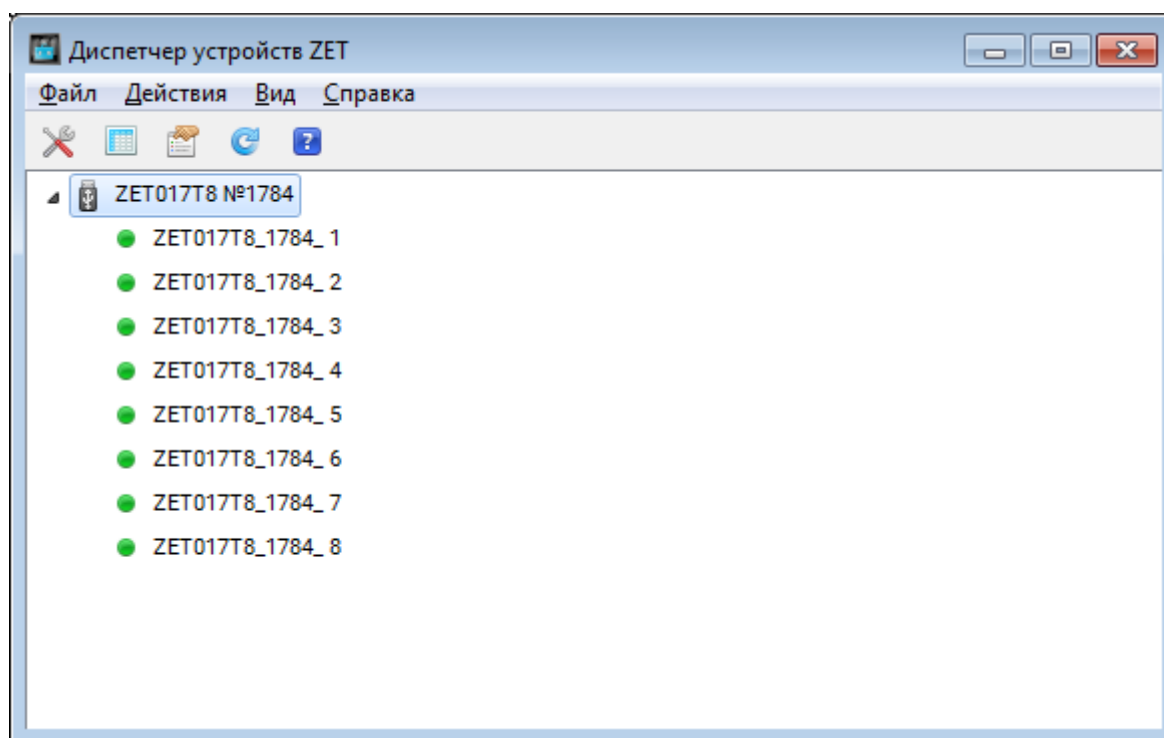 Диспетчер устройств ZET
Файл Действия Вид Справка
ZET017T8 №1784
ZET017T8_1784_ 1
ZET017T8_1784_ 2
ZET017T8_1784_ 3
ZET017T8_1784_ 4
ZET017T8_1784_ 5
ZET017T8_1784_ 6
ZET017T8_1784_ 7
ZET017T8_1784_ 8